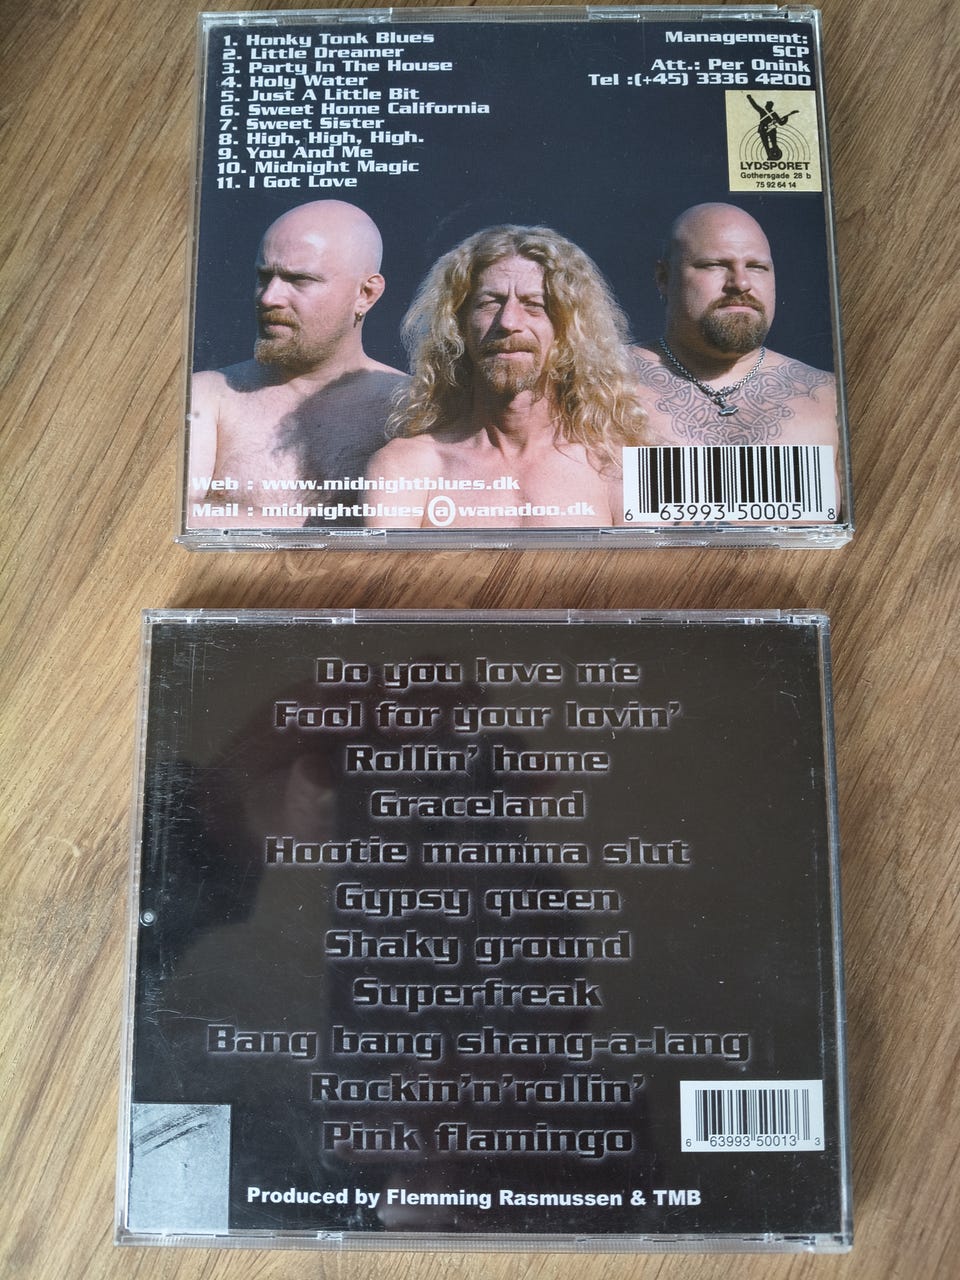 1. Honky Tonk Blues
2. Little Dreamer
3. Party In The House
4. Holy Water
5. Just A Little Bit
6. Sweet Home California
7. Sweet Sister
8. High, High, High.
9. You And Me
10. Midnight Magic
11. I Got Love
Management:
SCP
Att.: Per Onink
Tel :(+45) 3336 4200
LYDSPORET
Gothersgade 28 b
75 92 64 14
Web : www.midnightblues.dk
Mail : midnightblues@wanadoo.dk
6 63993 50005 8
Do you love me
Fool for your lovin'
Rollin' home
Graceland
Hootie mamma slut
Gypsy queen
Shaky ground
Superfreak
Bang bang shang-a-lang
Rockin'n'rollin'
Pink flamingo
6 63993 50013 3
Produced by Flemming Rasmussen & TMB